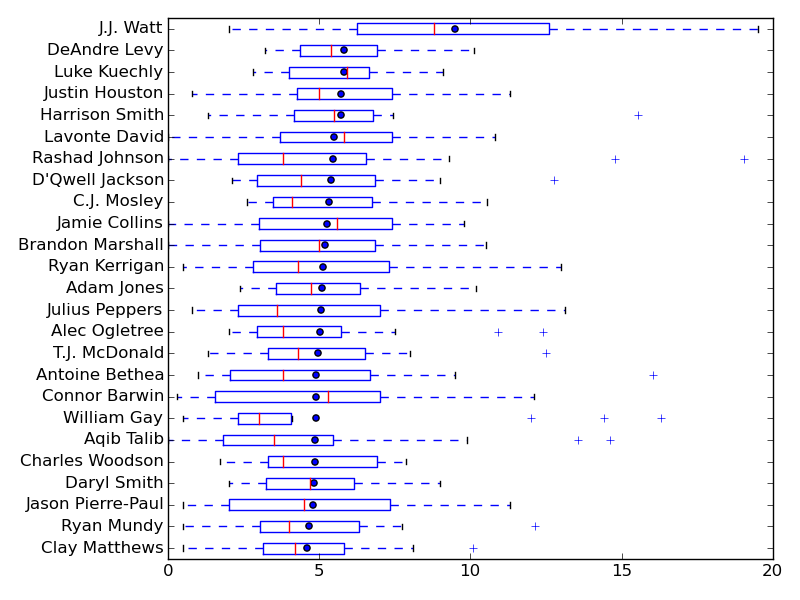 J.J. Watt
DeAndre Levy
Luke Kuechly
Justin Houston
Harrison Smith
Lavonte David
Rashad Johnson
D'Qwell Jackson
C.J. Mosley
Jamie Collins
Brandon Marshall
Ryan Kerrigan
Adam Jones
Julius Peppers
Alec Ogletree
T.J. McDonald
Antoine Bethea
Connor Barwin
William Gay
Aqib Talib
Charles Woodson
Daryl Smith
Jason Pierre-Paul
Ryan Mundy
Clay Matthews
0 5 10 15 20